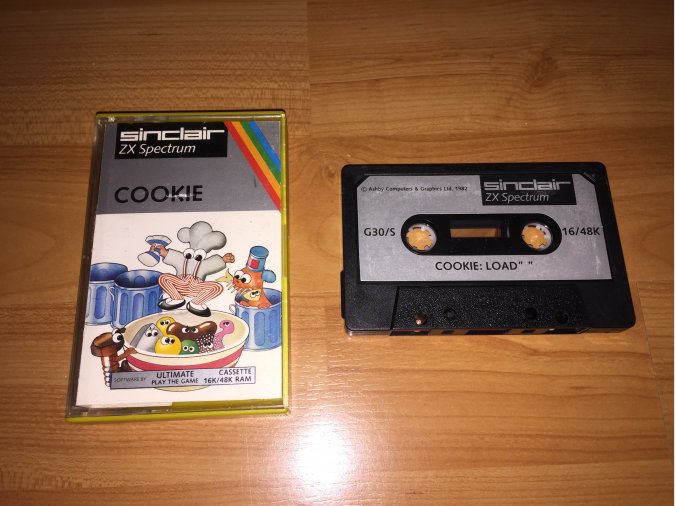 sinclair
ZX Spectrum
COOKIE
SOFTWARE BY
ULTIMATE
PLAY THE GAME
CASSETTE
16K/48K RAM
© Ashby Computers & Graphics Ltd. 1982
sinclair
ZX Spectrum
G30/S
16/48K
COOKIE: LOAD" "